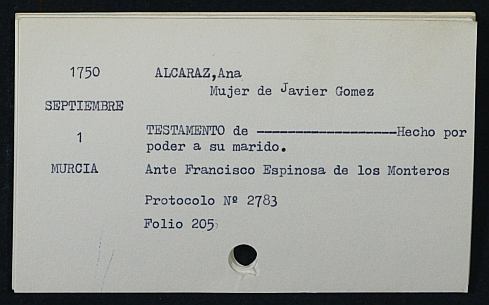 1750 ALCARAZ,Ana
Mujer de Javier Gomez
SEPTIEMBRE
1 TESTAMENTO de -------------------Hecho por
poder a su marido.
MURCIA Ante Francisco Espinosa de los Monteros
Protocolo Nº 2783
Folio 205